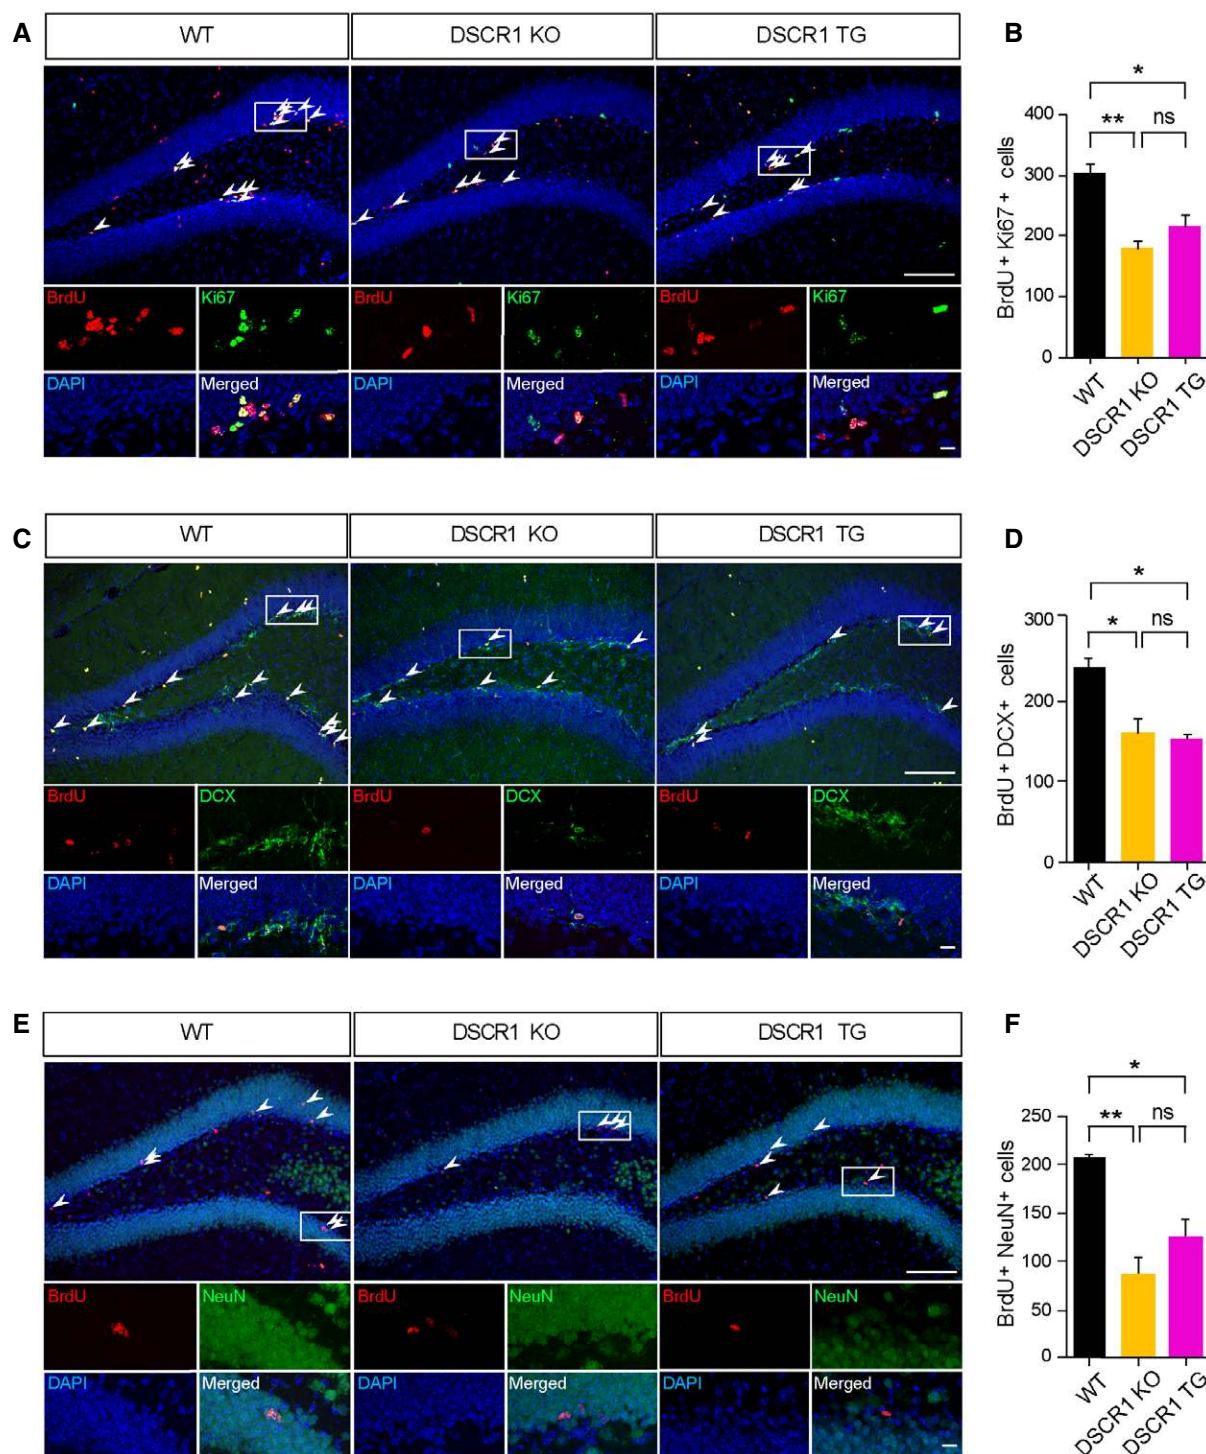 A
WT
DSCR1 KO
DSCR1 TG
BrdU
Ki67
BrdU
Ki67
BrdU
Ki67
DAPI
Merged
DAPI
Merged
DAPI
Merged
B
*
**
ns
400
300
200
100
0
BrdU + Ki67 + cells
WT
DSCR1 KO
DSCR1 TG
C
WT
DSCR1 KO
DSCR1 TG
BrdU
DCX
BrdU
DCX
BrdU
DCX
DAPI
Merged
DAPI
Merged
DAPI
Merged
D
*
*
ns
300
200
100
0
BrdU + DCX+ cells
WT
DSCR1 KO
DSCR1 TG
E
WT
DSCR1 KO
DSCR1 TG
BrdU
NeuN
BrdU
NeuN
BrdU
NeuN
DAPI
Merged
DAPI
Merged
DAPI
Merged
F
*
**
ns
250
200
150
100
50
0
BrdU+ NeuN+ cells
WT
DSCR1 KO
DSCR1 TG